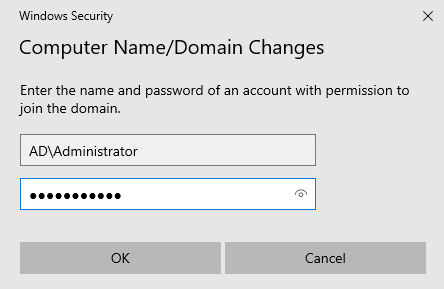 Windows Security
Computer Name/Domain Changes
Enter the name and password of an account with permission to
join the domain.
AD\Administrator
●●●●●●●●●●●
OK
Cancel